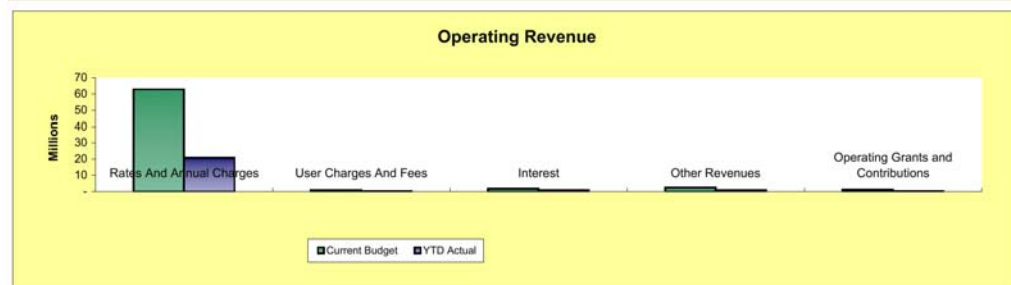 Operating Revenue
Millions
70
60
50
40
30
20
10
-
Rates And Annual Charges
User Charges And Fees
Interest
Other Revenues
Operating Grants and
Contributions
Current Budget
YTD Actual